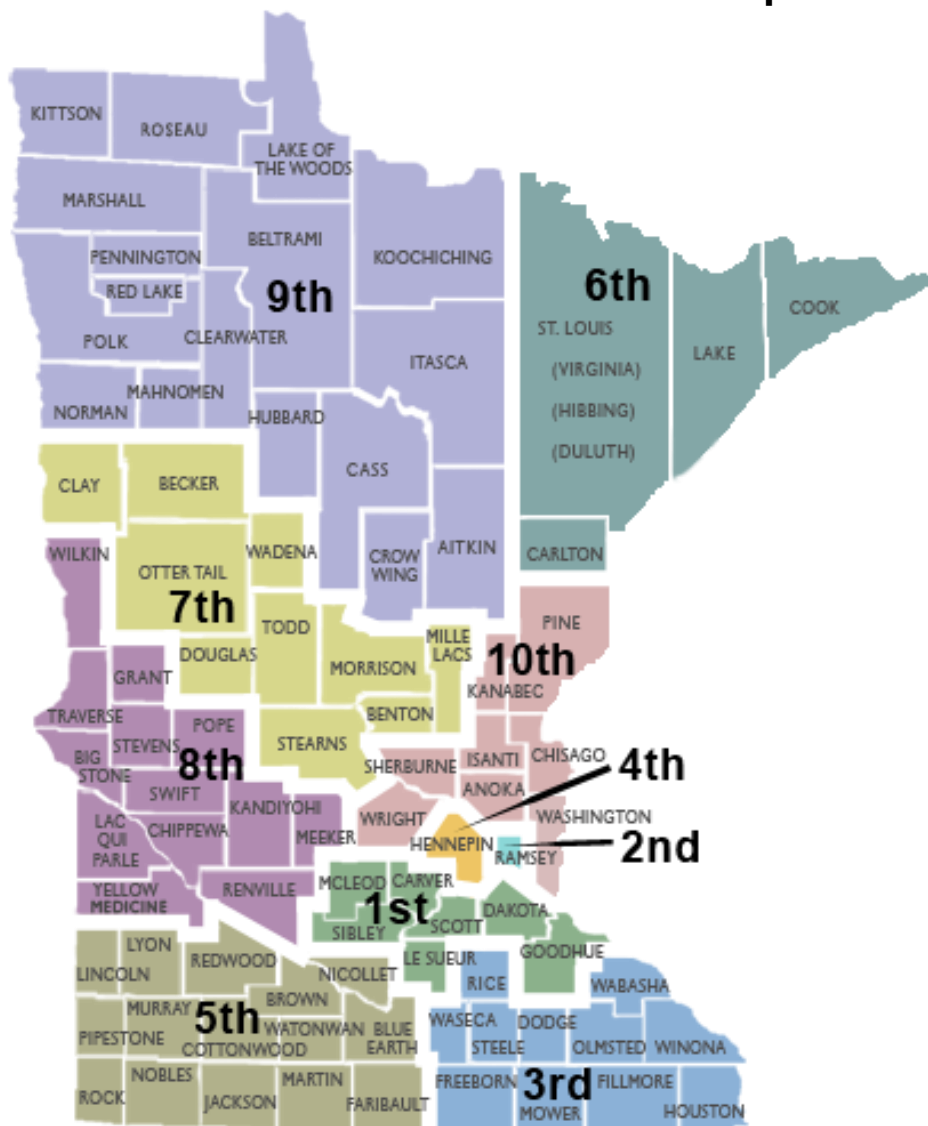 KITTSON
ROSEAU
LAKE OF
THE WOODS
MARSHALL
BELTRAMI
KOOCHICHING
PENNINGTON
RED LAKE
9th
6th
COOK
POLK
CLEARWATER
ST. LOUIS
LAKE
ITASCA
(VIRGINIA)
MAHNOMEN
NORMAN
HUBBARD
(HIBBING)
(DULUTH)
CASS
CLAY
BECKER
WILKIN
WADENA
AITKIN
CARLTON
CROW
WING
OTTER TAIL
7th
TODD
PINE
MILLE
LACS
DOUGLAS
MORRISON
10th
GRANT
KANABEC
TRAVERSE
BENTON
POPE
STEVENS
STEARNS
BIG
STONE
8th
SHERBURNE
ISANTI
CHISAGO
4th
ANOKA
SWIFT
KANDIYOHI
LAC
QUI
PARLE
CHIPPEWA
MEEKER
WRIGHT
WASHINGTON
HENNEPIN
RAMSEY
2nd
YELLOW
MEDICINE
RENVILLE
MCLEOD
CARVER
1st
DAKOTA
SIBLEY
SCOTT
LYON
LINCOLN
REDWOOD
NICOLLET
LE SUEUR
GOODHUE
RICE
WABASHA
BROWN
MURRAY
5th
PIPESTONE
COTTONWOOD
WATONWAN
BLUE
EARTH
WASECA
DODGE
STEELE
OLMSTED
WINONA
ROCK
NOBLES
JACKSON
MARTIN
FARIBAULT
FREEBORN
3rd
FILLMORE
MOWER
HOUSTON